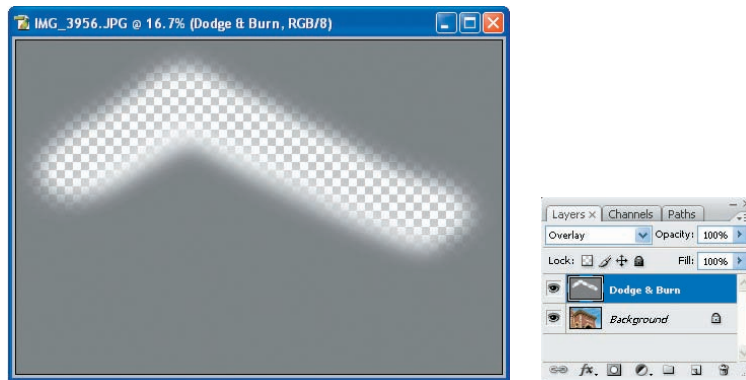 IMG_3956.JPG @ 16.7% (Dodge & Burn, RGB/8)
Layers × Channels Paths
Overlay Opacity: 100%
Lock: Fill: 100%
Dodge & Burn
Background
fx.